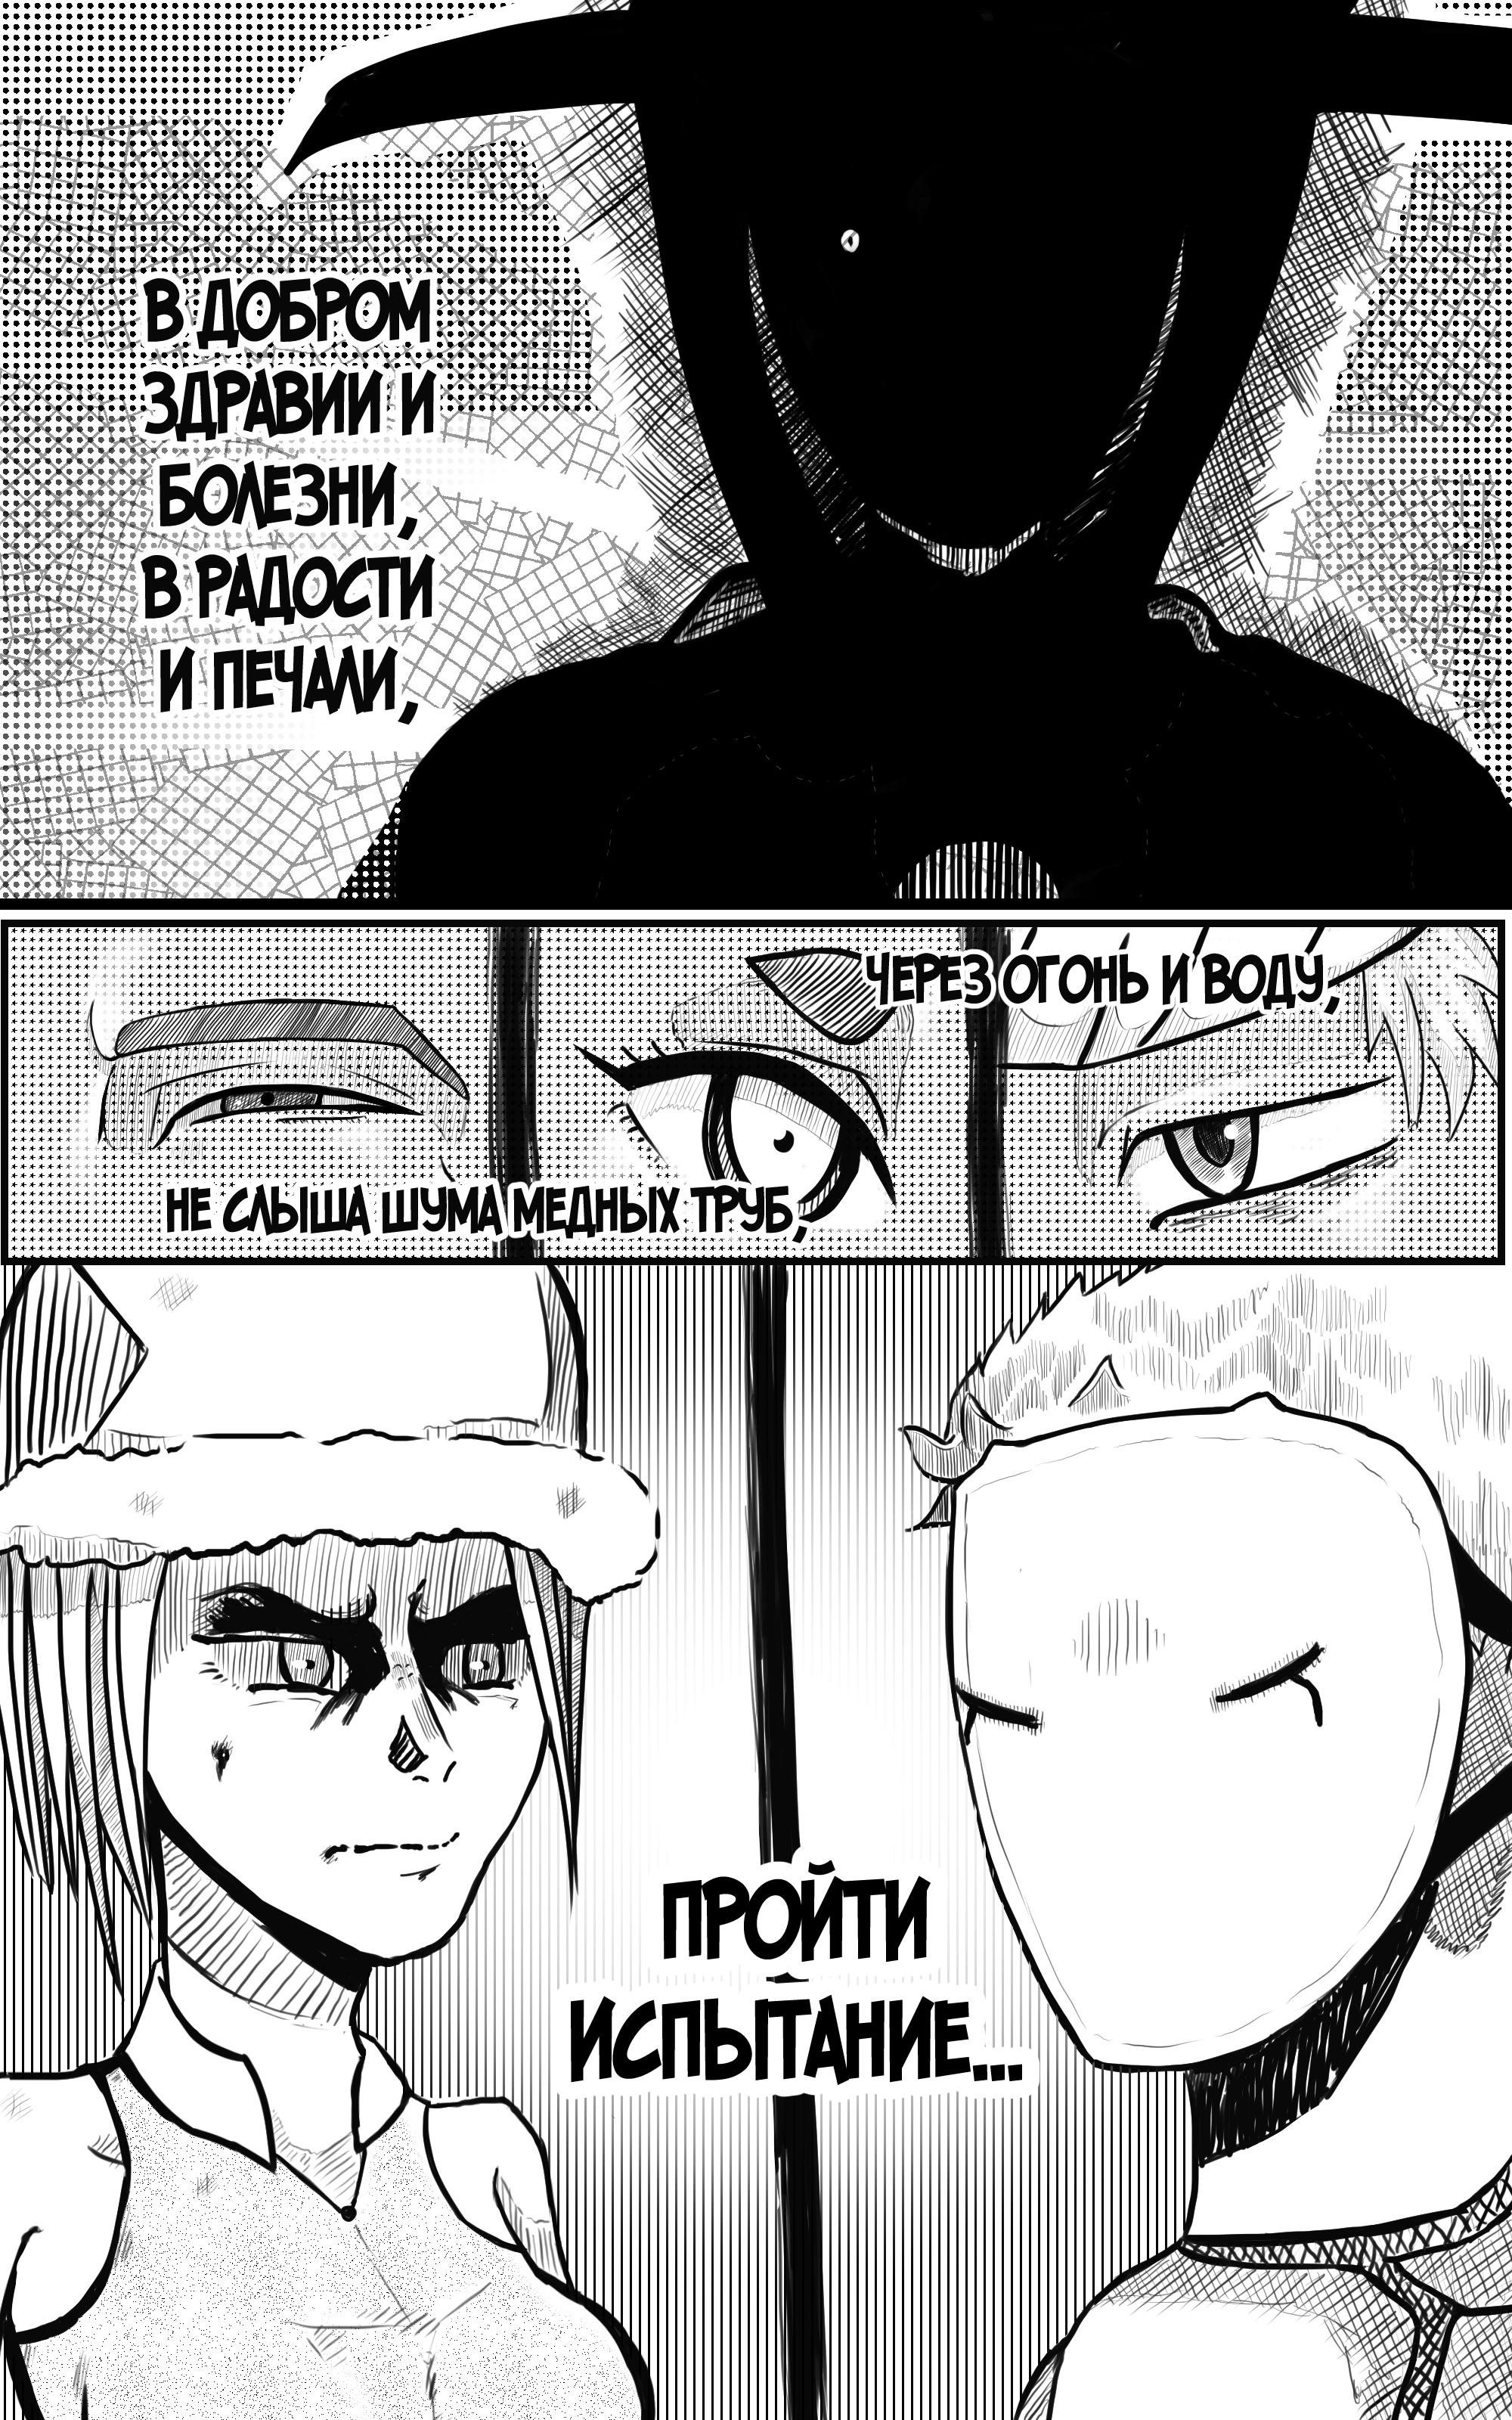 В ДОБРОМ
ЗДРАВИИ И
БОЛЕЗНИ,
В РАДОСТИ
И ПЕЧАЛИ,
ЧЕРЕЗ ОГОНЬ И ВОДУ,
НЕ СЛЫША ШУМА МЕДНЫХ ТРУБ,
ПРОЙТИ
ИСПЫТАНИЕ...